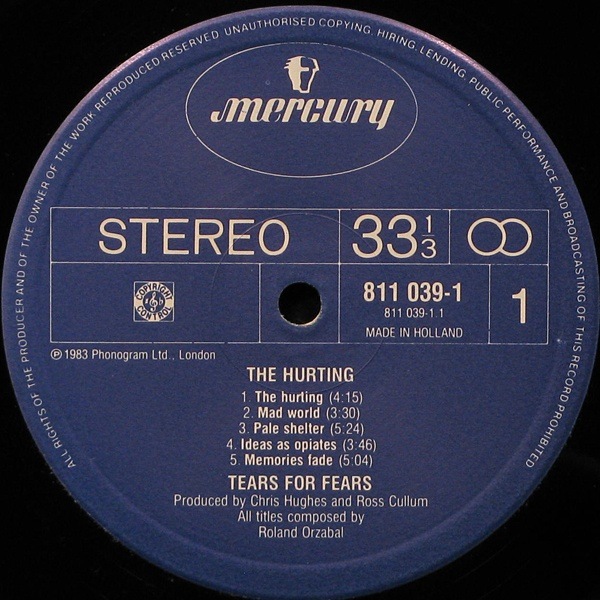 ALL RIGHTS OF THE PRODUCER AND OF THE OWNER OF THE WORK REPRODUCED RESERVED UNAUTHORISED COPYING, HIRING, LENDING, PUBLIC PERFORMANCE AND BROADCASTING OF THIS RECORD PROHIBITED
mercury
STEREO 33 1/3
COPYRIGHT CONTROL
811 039-1
811 039-1.1
MADE IN HOLLAND
1
℗ 1983 Phonogram Ltd., London
THE HURTING
1. The hurting (4:15)
2. Mad world (3:30)
3. Pale shelter (5:24)
4. Ideas as opiates (3:46)
5. Memories fade (5:04)
TEARS FOR FEARS
Produced by Chris Hughes and Ross Cullum
All titles composed by
Roland Orzabal